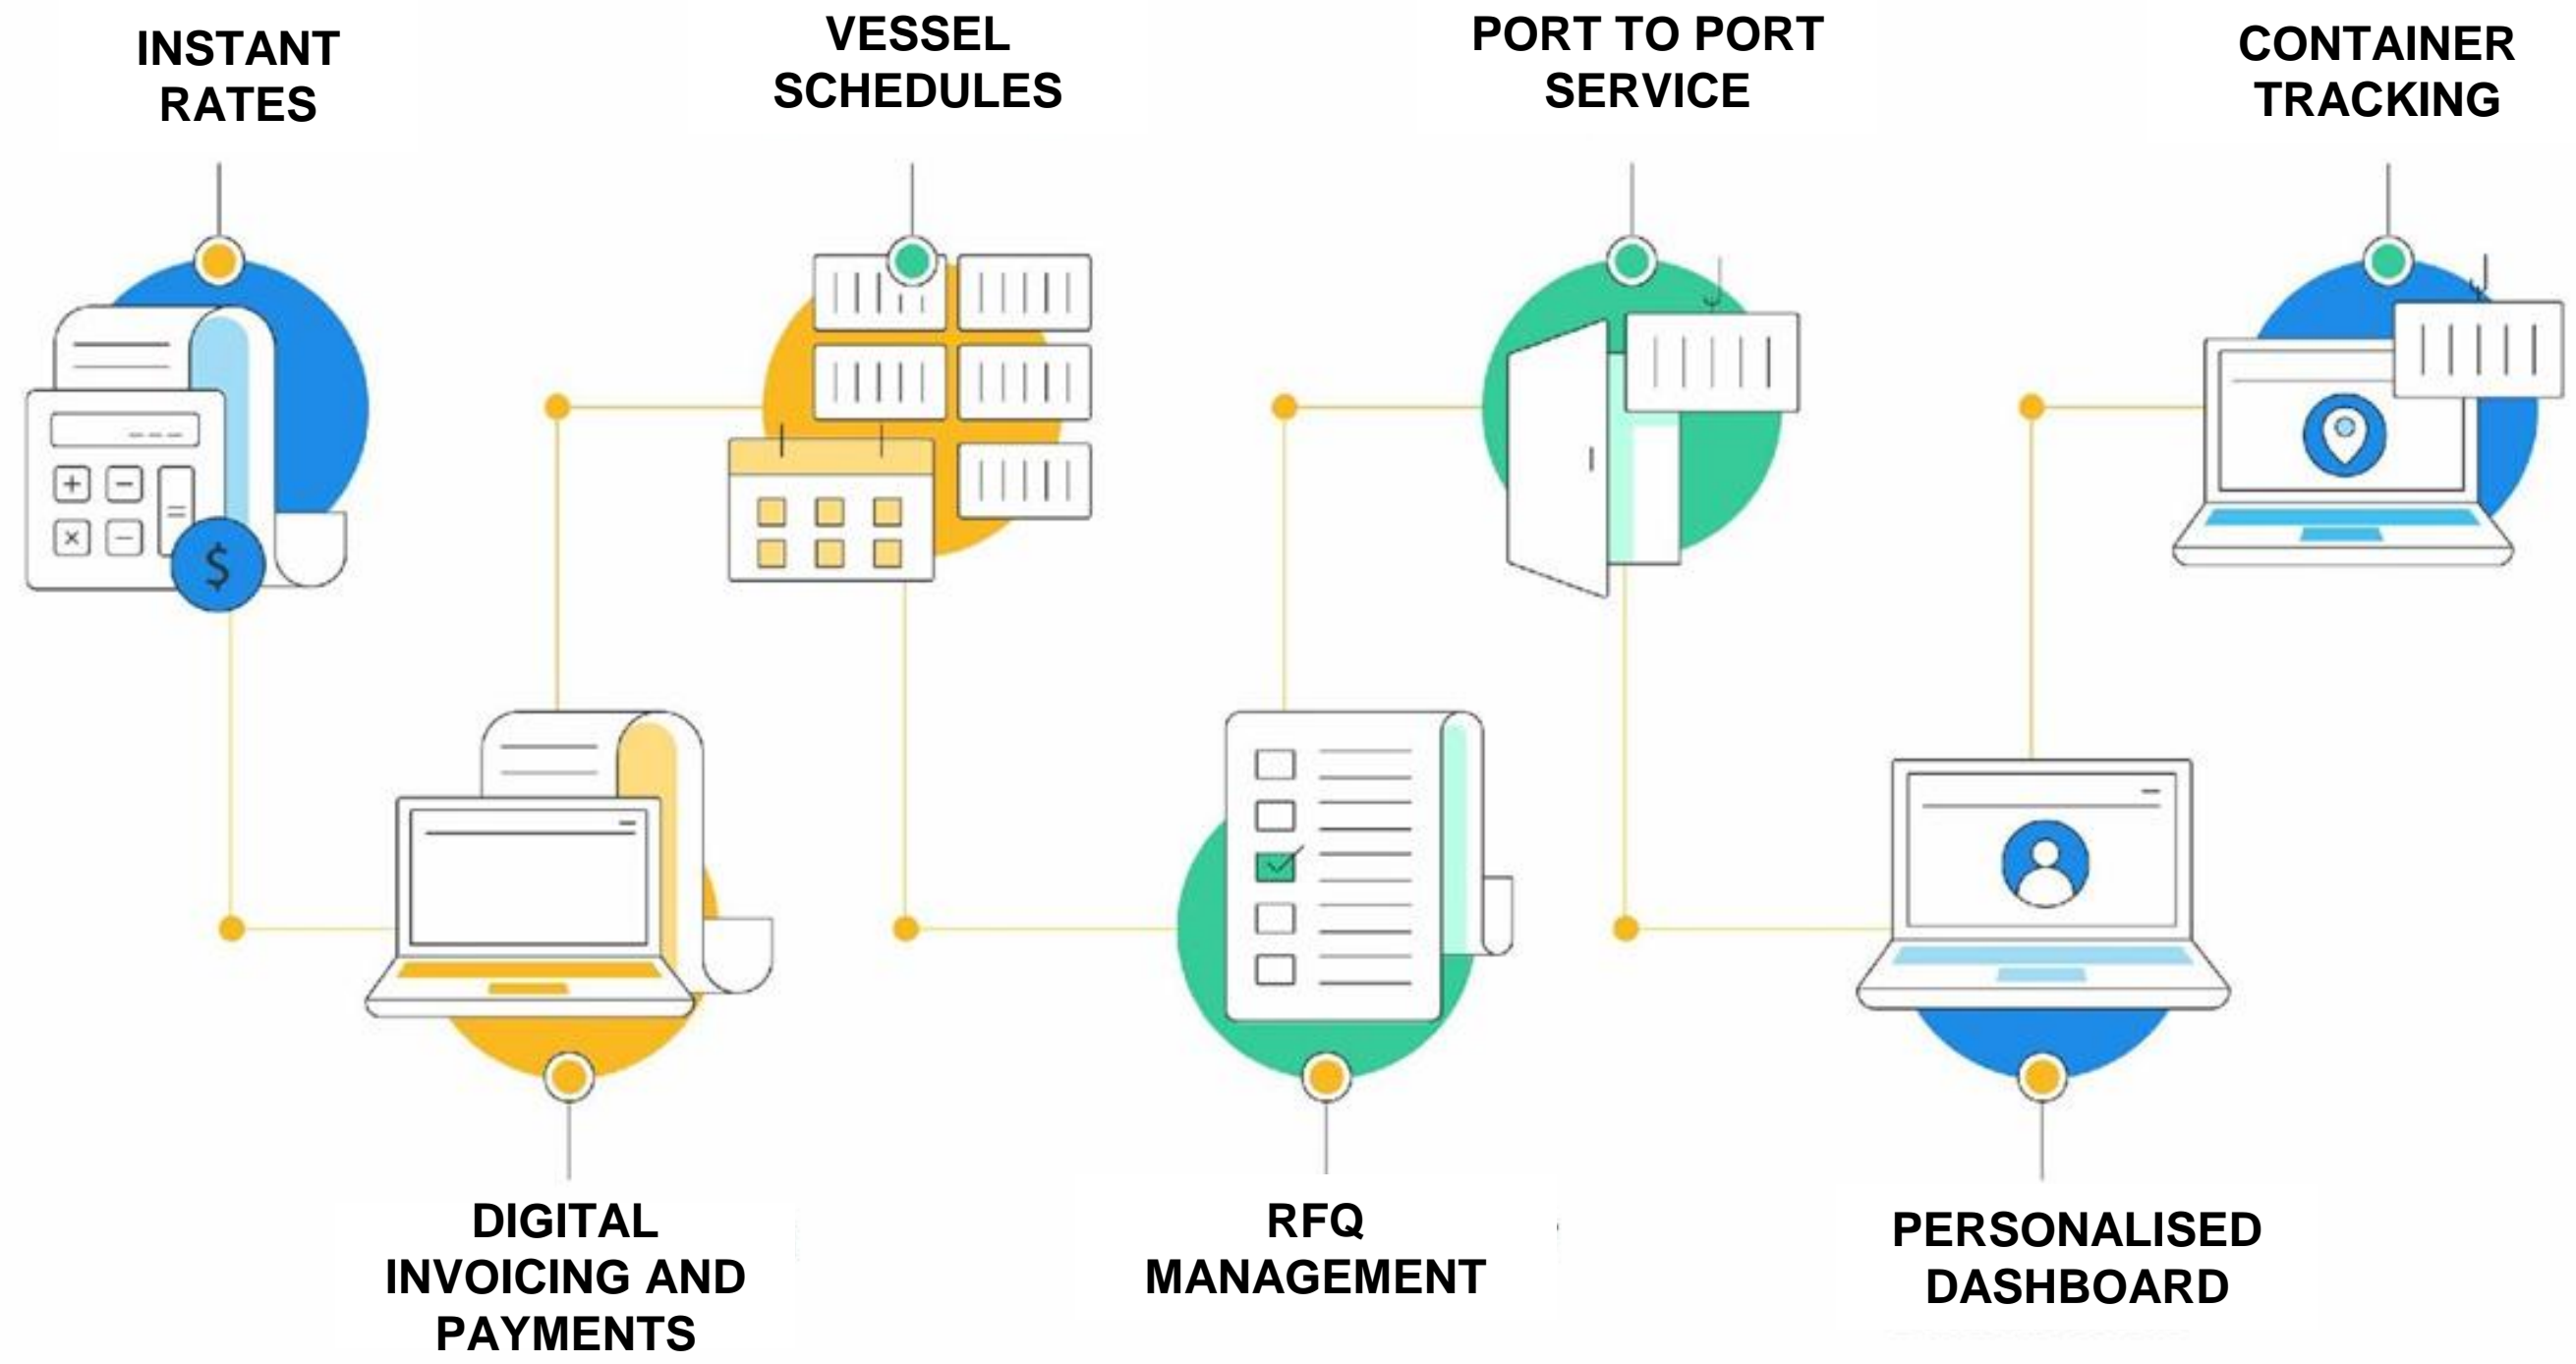 INSTANT
RATES
VESSEL
SCHEDULES
PORT TO PORT
SERVICE
CONTAINER
TRACKING
$
DIGITAL
INVOICING AND
PAYMENTS
RFQ
MANAGEMENT
PERSONALISED
DASHBOARD